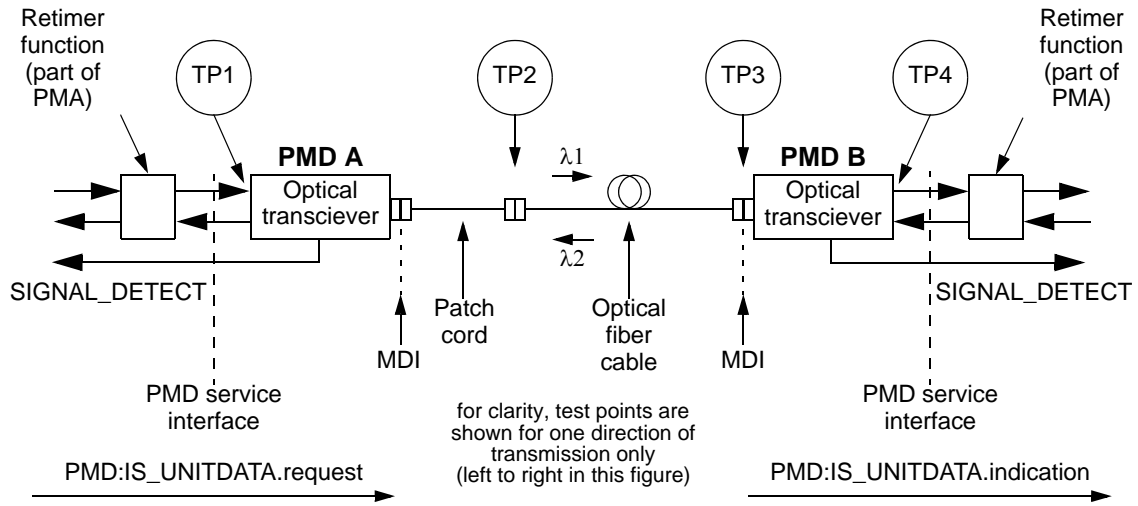 Retimer
function
(part of
PMA)
TP1
TP2
TP3
TP4
Retimer
function
(part of
PMA)
PMD A
Optical
transciever
λ1
λ2
PMD B
Optical
transciever
SIGNAL_DETECT
SIGNAL_DETECT
Patch
cord
Optical
fiber
cable
MDI
MDI
PMD service
interface
for clarity, test points are
shown for one direction of
transmission only
(left to right in this figure)
PMD service
interface
PMD:IS_UNITDATA.request
PMD:IS_UNITDATA.indication